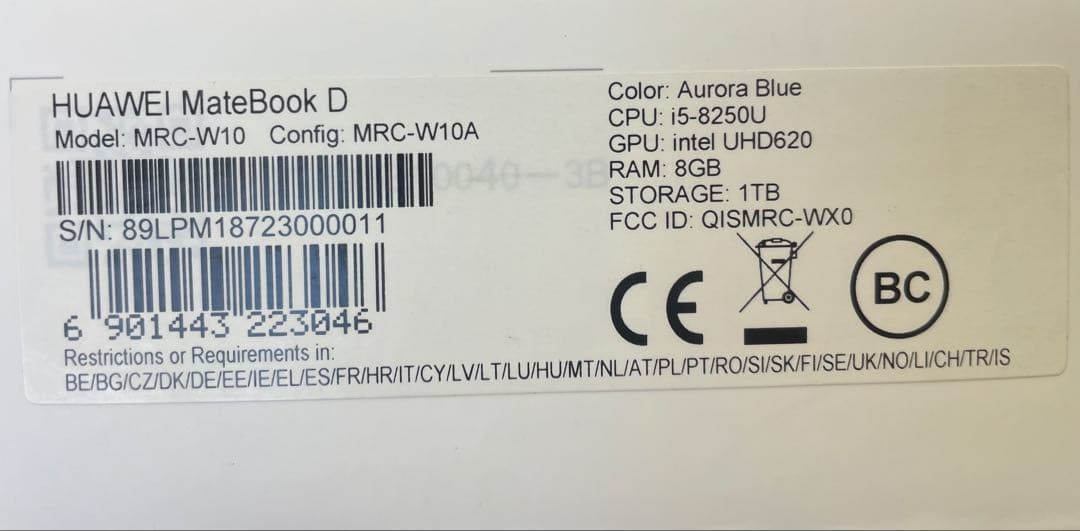 HUAWEI MateBook D
Model: MRC-W10 Config: MRC-W10A
S/N: 89LPM18723000011
6 901443 223046
Restrictions or Requirements in:
BE/BG/CZ/DK/DE/EE/IE/EL/ES/FR/HR/IT/CY/LV/LT/LU/HU/MT/NL/AT/PL/PT/RO/SI/SK/FI/SE/UK/NO/LI/CH/TR/IS
Color: Aurora Blue
CPU: i5-8250U
GPU: intel UHD620
RAM: 8GB
STORAGE: 1TB
FCC ID: QISMRC-WX0
CE
BC